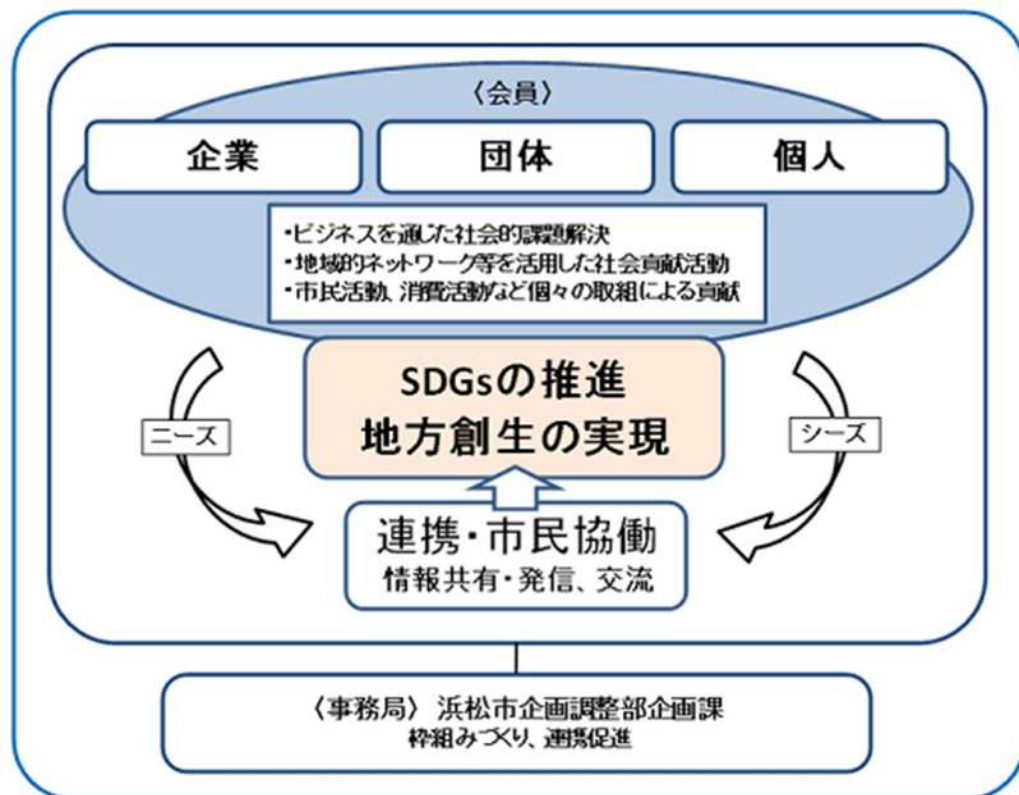 〈会員〉
企業
団体
個人
・ビジネスを通じた社会的課題解決
・地域的ネットワーク等を活用した社会貢献活動
・市民活動、消費活動など個々の取組による貢献
SDGsの推進
地方創生の実現
ニーズ
シーズ
連携・市民協働
情報共有・発信、交流
〈事務局〉 浜松市企画調整部企画課
枠組みづくり、連携促進